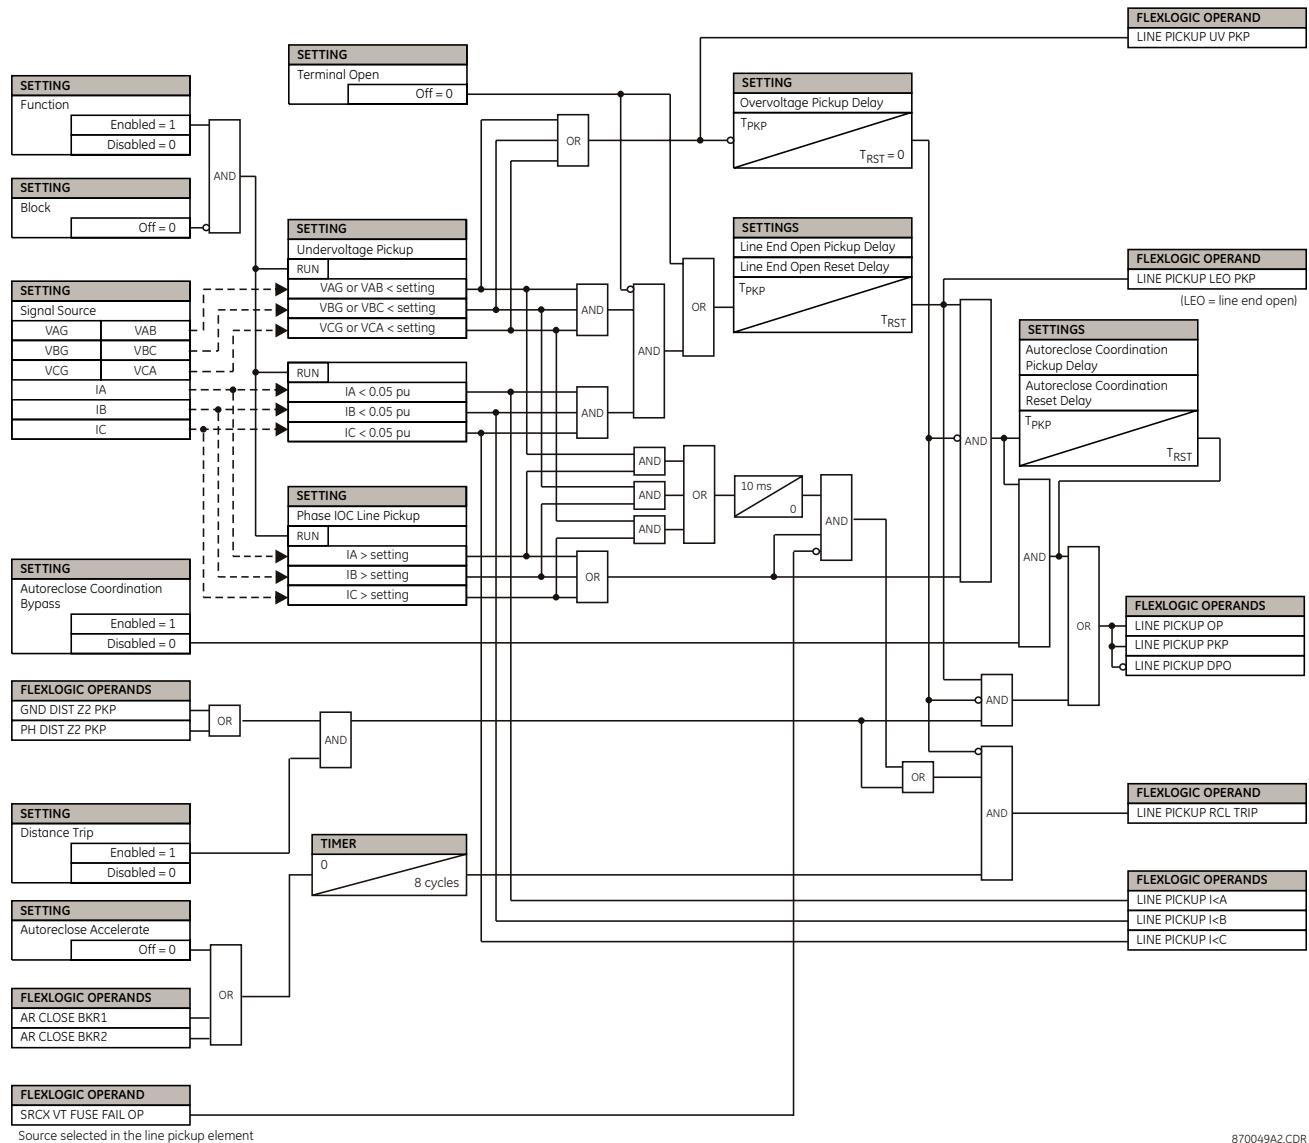 FLEXLOGIC OPERAND
LINE PICKUP UV PKP
SETTING
Terminal Open
Off = 0
SETTING
Function
Enabled = 1
Disabled = 0
SETTING
Overvoltage Pickup Delay
TPKP
TRST = 0
OR
AND
SETTING
Block
Off = 0
SETTING
Undervoltage Pickup
RUN
VAG or VAB < setting
VBG or VBC < setting
VCG or VCA < setting
SETTINGS
Line End Open Pickup Delay
Line End Open Reset Delay
TPKP
TRST
FLEXLOGIC OPERAND
LINE PICKUP LEO PKP
(LEO = line end open)
SETTING
Signal Source
VAG VAB
VBG VBC
VCG VCA
IA
IB
IC
AND
OR
AND
RUN
IA < 0.05 pu
IB < 0.05 pu
IC < 0.05 pu
AND
SETTINGS
Autoreclose Coordination
Pickup Delay
Autoreclose Coordination
Reset Delay
TPKP
TRST
AND
AND
AND
AND
OR
10 ms
0
AND
SETTING
Phase IOC Line Pickup
RUN
IA > setting
IB > setting
IC > setting
OR
AND
SETTING
Autoreclose Coordination
Bypass
Enabled = 1
Disabled = 0
OR
FLEXLOGIC OPERANDS
LINE PICKUP OP
LINE PICKUP PKP
LINE PICKUP DPO
FLEXLOGIC OPERANDS
GND DIST Z2 PKP
PH DIST Z2 PKP
OR
AND
AND
SETTING
Distance Trip
Enabled = 1
Disabled = 0
OR
AND
FLEXLOGIC OPERAND
LINE PICKUP RCL TRIP
TIMER
0
8 cycles
SETTING
Autoreclose Accelerate
Off = 0
FLEXLOGIC OPERANDS
LINE PICKUP I<A
LINE PICKUP I<B
LINE PICKUP I<C
OR
FLEXLOGIC OPERANDS
AR CLOSE BKR1
AR CLOSE BKR2
FLEXLOGIC OPERAND
SRCX VT FUSE FAIL OP
Source selected in the line pickup element
870049A2.CDR